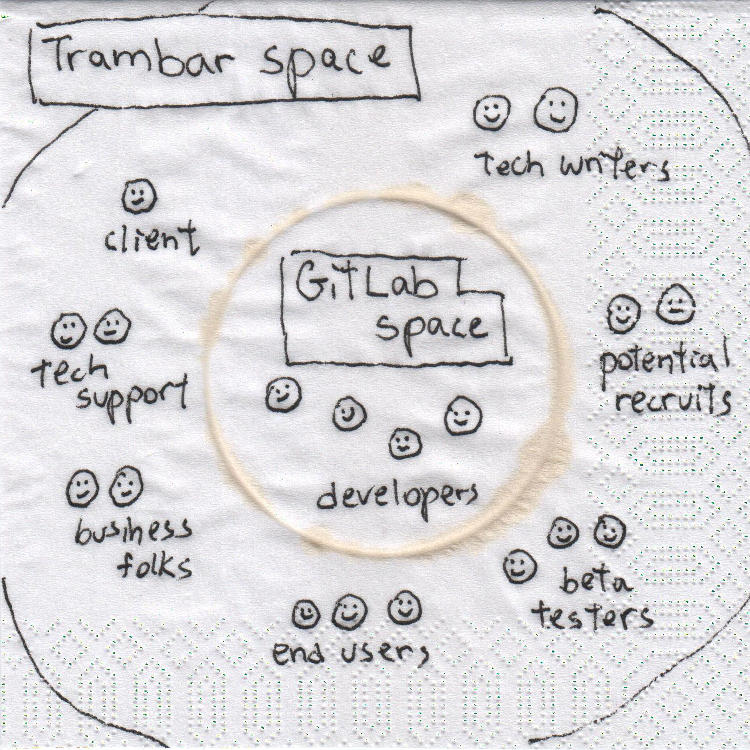 Trambar space
tech writers
client
GitLab
space
potential
recruits
tech
support
developers
business
folks
beta
testers
end users